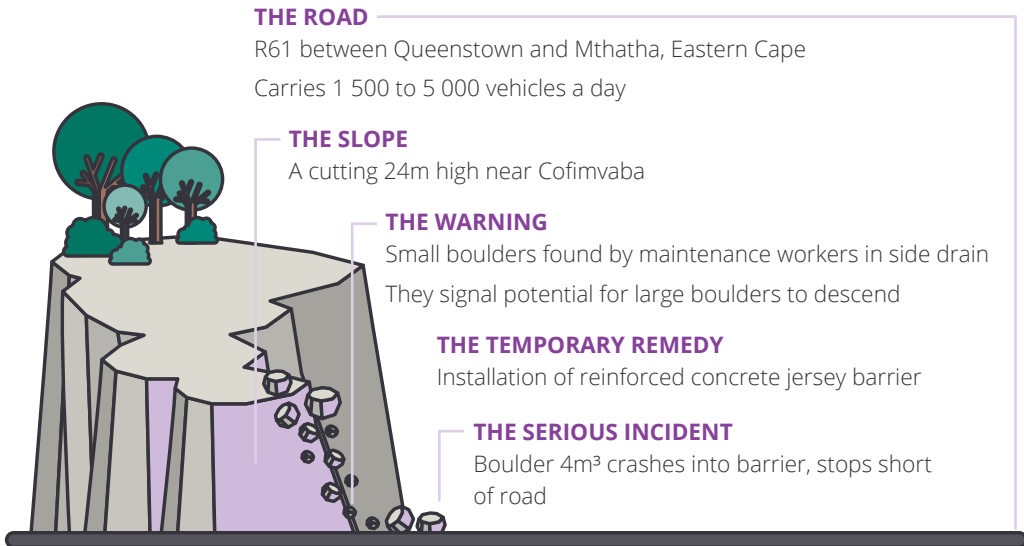 THE ROAD
R61 between Queenstown and Mthatha, Eastern Cape
Carries 1 500 to 5 000 vehicles a day
THE SLOPE
A cutting 24m high near Cofimvaba
THE WARNING
Small boulders found by maintenance workers in side drain
They signal potential for large boulders to descend
THE TEMPORARY REMEDY
Installation of reinforced concrete jersey barrier
THE SERIOUS INCIDENT
Boulder 4m³ crashes into barrier, stops short
of road